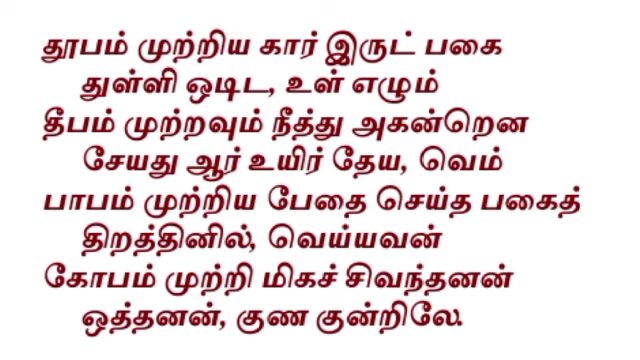 தூபம் முற்றிய கார் இருட் பகை
துள்ளி ஓடிட, உள் எழும்
தீபம் முற்றவும் நீத்து அகன்றென
சேயது ஆர் உயிர் தேய, வெம்
பாபம் முற்றிய பேதை செய்த பகைத்
திறத்தினில், வெய்யவன்
கோபம் முற்றி மிகச் சிவந்தனன்
ஒத்தனன், குண குன்றிலே.